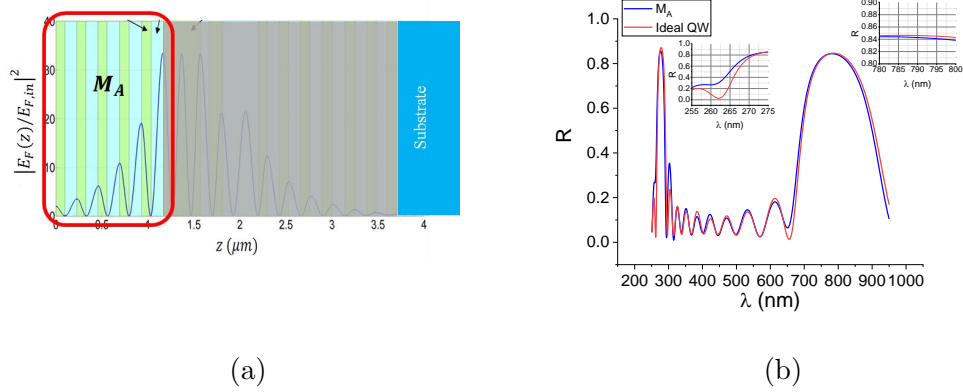 |E_F(z)/E_{F,in}|^2
40
30
20
10
0
M_A
Substrate
0
0.5
1
1.5
2
2.5
3
3.5
4
z (μm)
(a)
M_A
Ideal QW
R
1.0
0.8
0.6
0.4
0.2
0.0
200 300 400 500 600 700 800 900 1000
λ (nm)
R
1.0
0.8
0.6
0.4
0.2
0.0
255 260 265 270 275
λ (nm)
R
0.90
0.88
0.86
0.84
0.82
0.80
780 785 790 795 800
λ (nm)
(b)